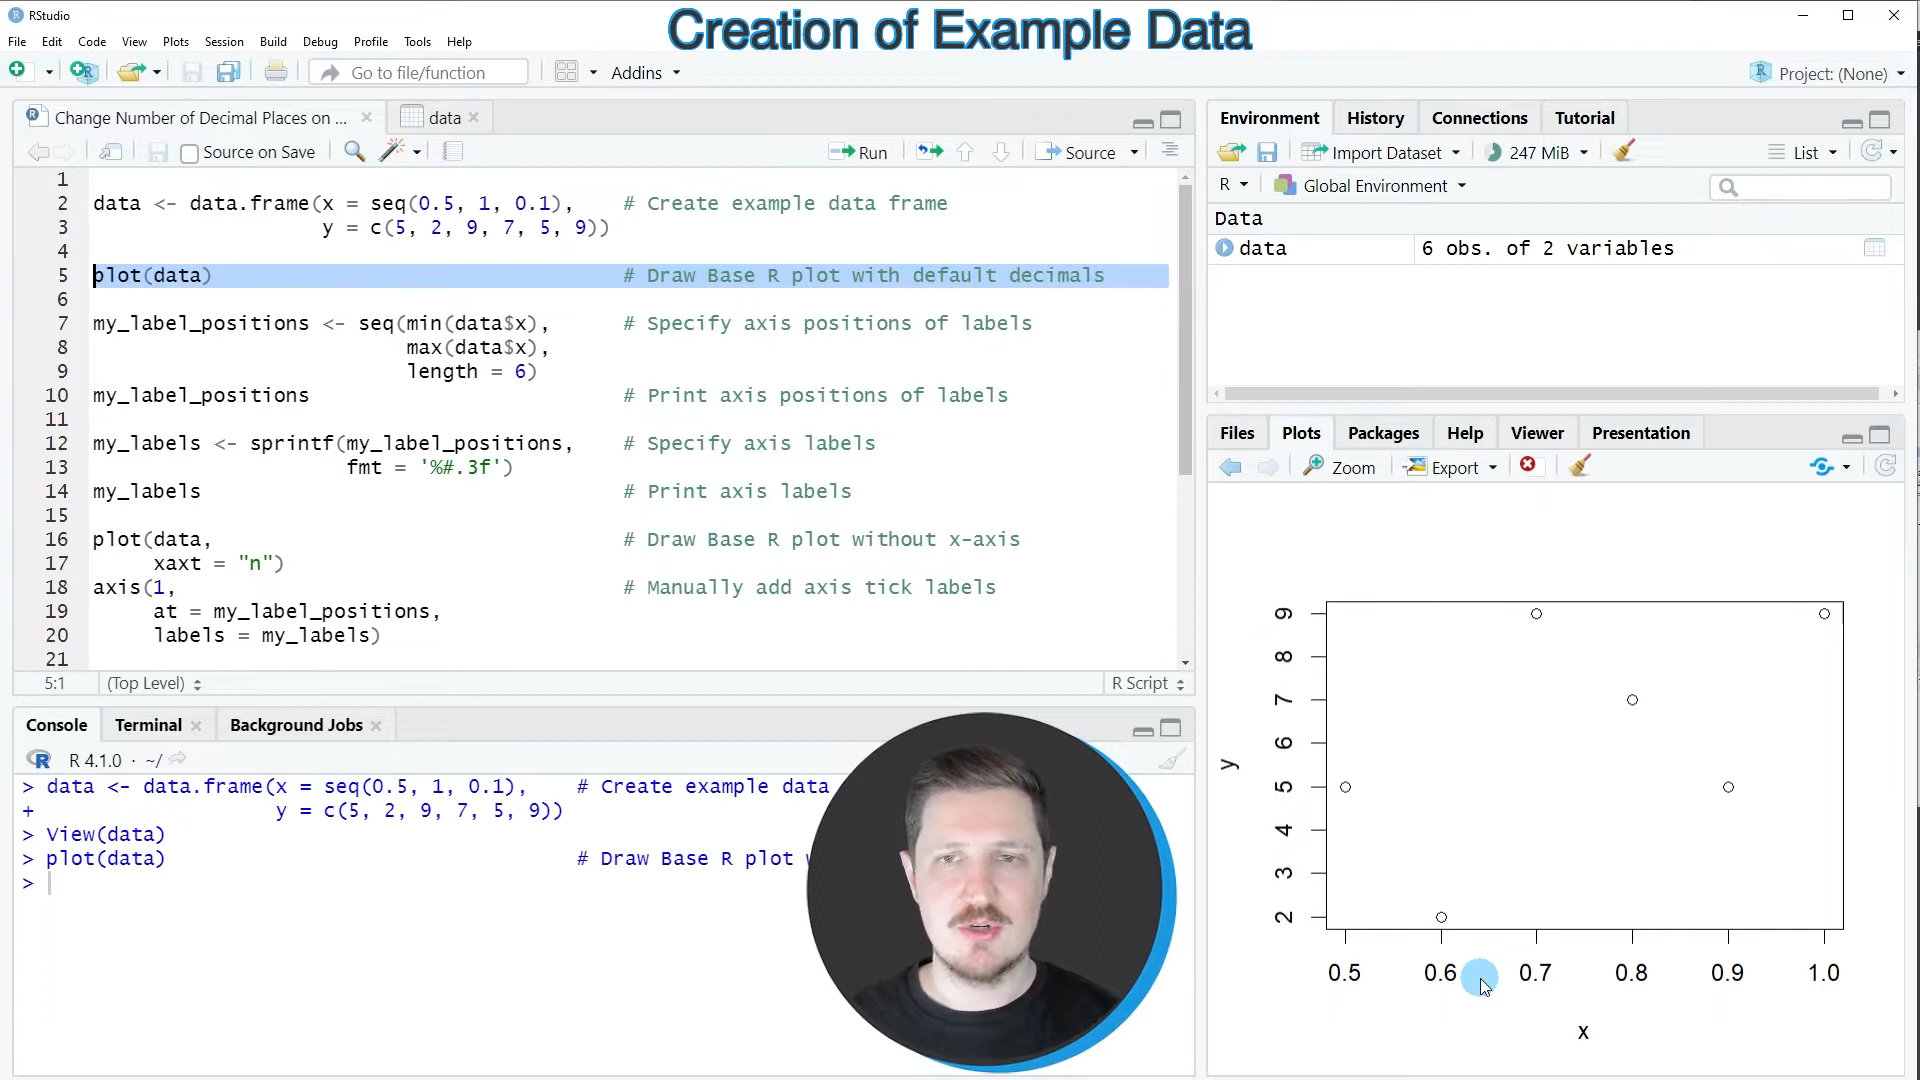 RStudio
Creation of Example Data
File Edit Code View Plots Session Build Debug Profile Tools Help
Go to file/function Addins Project: (None)
Change Number of Decimal Places on ... data
Source on Save Run Source
1
2 data <- data.frame(x = seq(0.5, 1, 0.1), # Create example data frame
3 y = c(5, 2, 9, 7, 5, 9))
4
5 plot(data) # Draw Base R plot with default decimals
6
7 my_label_positions <- seq(min(data$x), # Specify axis positions of labels
8 max(data$x),
9 length = 6)
10 my_label_positions # Print axis positions of labels
11
12 my_labels <- sprintf(my_label_positions, # Specify axis labels
13 fmt = '%#.3f')
14 my_labels # Print axis labels
15
16 plot(data, # Draw Base R plot without x-axis
17 xaxt = "n")
18 axis(1, # Manually add axis tick labels
19 at = my_label_positions,
20 labels = my_labels)
21
5:1 (Top Level) R Script
Console Terminal Background Jobs
R 4.1.0 · ~/
> data <- data.frame(x = seq(0.5, 1, 0.1), # Create example data
+ y = c(5, 2, 9, 7, 5, 9))
> View(data)
> plot(data) # Draw Base R plot
>
Environment History Connections Tutorial
Import Dataset 247 MiB List
R Global Environment
Data
data 6 obs. of 2 variables
Files Plots Packages Help Viewer Presentation
Zoom Export
9
8
7
6
5
4
3
2
y
0.5 0.6 0.7 0.8 0.9 1.0
x